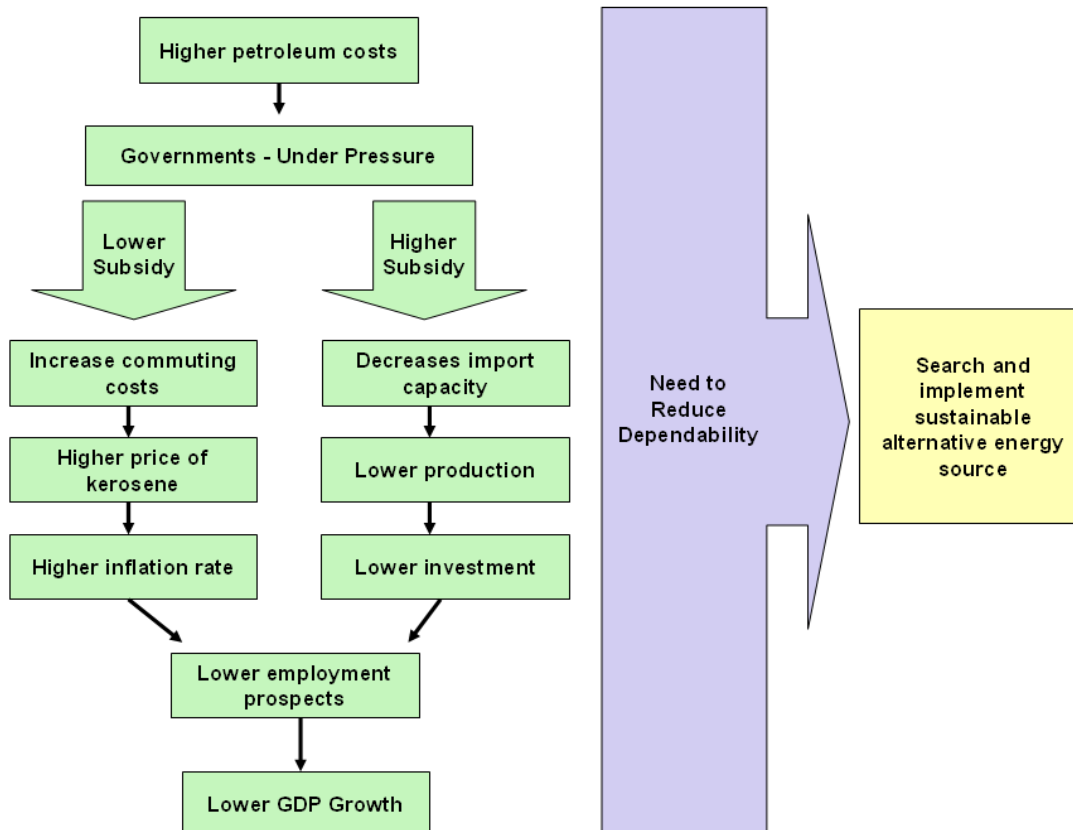 Higher petroleum costs
Governments - Under Pressure
Lower
Subsidy
Higher
Subsidy
Increase commuting
costs
Decreases import
capacity
Higher price of
kerosene
Lower production
Higher inflation rate
Lower investment
Lower employment
prospects
Lower GDP Growth
Need to
Reduce
Dependability
Search and
implement
sustainable
alternative energy
source